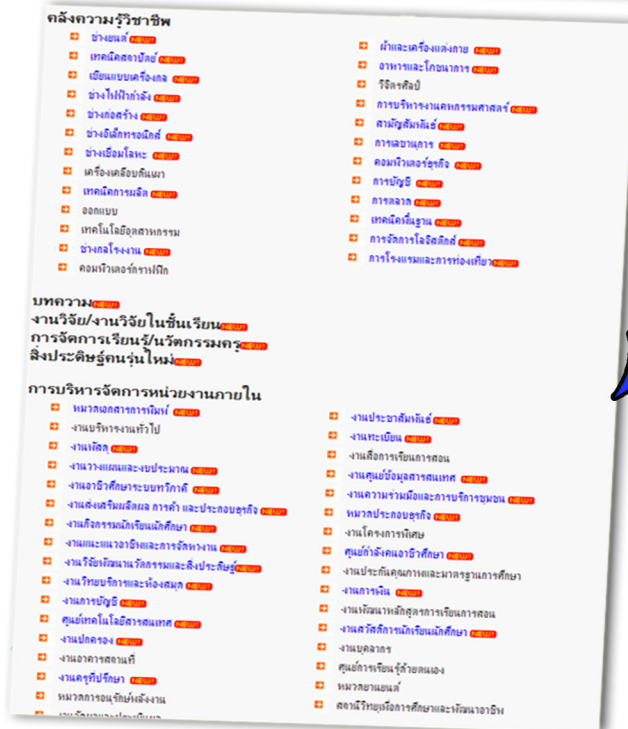 คลังความรู้วิชาชีพ
ช่างยนต์ NEW!!
เทคนิคสถาปัตย์ NEW!!
เขียนแบบเครื่องกล NEW!!
ช่างไฟฟ้ากำลัง NEW!!
ช่างก่อสร้าง NEW!!
ช่างอิเล็กทรอนิกส์ NEW!!
ช่างเชื่อมโลหะ NEW!!
เครื่องเคลือบดินเผา
เทคนิคการผลิต NEW!!
ออกแบบ
เทคโนโลยีอุตสาหกรรม
ช่างกลโรงงาน NEW!!
คอมพิวเตอร์กราฟฟิก
ผ้าและเครื่องแต่งกาย NEW!!
อาหารและโภชนาการ NEW!!
วิจิตรศิลป์
การบริหารงานคหกรรมศาสตร์ NEW!!
สามัญสัมพันธ์ NEW!!
การเลขานุการ NEW!!
คอมพิวเตอร์ธุรกิจ NEW!!
การบัญชี NEW!!
การตลาด NEW!!
เทคนิคพื้นฐาน NEW!!
การจัดการโลจิสติกส์ NEW!!
การโรงแรมและการท่องเที่ยว NEW!!
บทความ NEW!!
งานวิจัย/งานวิจัยในชั้นเรียน NEW!!
การจัดการเรียนรู้/นวัตกรรมครู NEW!!
สิ่งประดิษฐ์คนรุ่นใหม่ NEW!!
การบริหารจัดการหน่วยงานภายใน
หมวดเอกสารการพิมพ์ NEW!!
งานบริหารงานทั่วไป
งานพัสดุ NEW!!
งานวางแผนและงบประมาณ NEW!!
งานอาชีวศึกษาระบบทวิภาคี NEW!!
งานส่งเสริมผลิตผล การค้า และประกอบธุรกิจ NEW!!
งานกิจกรรมนักเรียนนักศึกษา NEW!!
งานแนะแนวอาชีพและการจัดหางาน NEW!!
งานวิจัยพัฒนานวัตกรรมและสิ่งประดิษฐ์ NEW!!
งานวิทยบริการและห้องสมุด NEW!!
งานการบัญชี NEW!!
ศูนย์เทคโนโลยีสารสนเทศ NEW!!
งานปกครอง NEW!!
งานอาคารสถานที่
งานครูที่ปรึกษา NEW!!
หมวดการอนุรักษ์พลังงาน
งานประชาสัมพันธ์ NEW!!
งานทะเบียน NEW!!
งานสื่อการเรียนการสอน
งานศูนย์ข้อมูลสารสนเทศ NEW!!
งานความร่วมมือและการบริการชุมชน NEW!!
หมวดประกอบธุรกิจ NEW!!
งานโครงการพิเศษ
ศูนย์กำลังคนอาชีวศึกษา NEW!!
งานประกันคุณภาพและมาตรฐานการศึกษา
งานการเงิน NEW!!
งานพัฒนาหลักสูตรการเรียนการสอน
งานสวัสดิการนักเรียนนักศึกษา NEW!!
งานบุคลากร
ศูนย์การเรียนรู้ด้วยตนเอง
หมวดยานยนต์
สถานีวิทยุเพื่อการศึกษาและพัฒนาอาชีพ